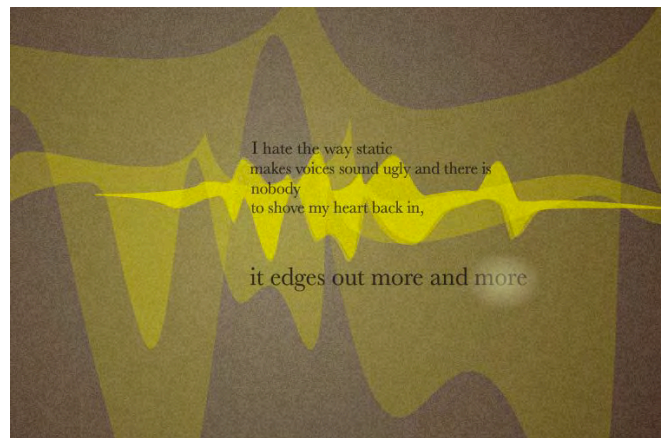 I hate the way static
makes voices sound ugly and there is
nobody
to shove my heart back in,
it edges out more and more